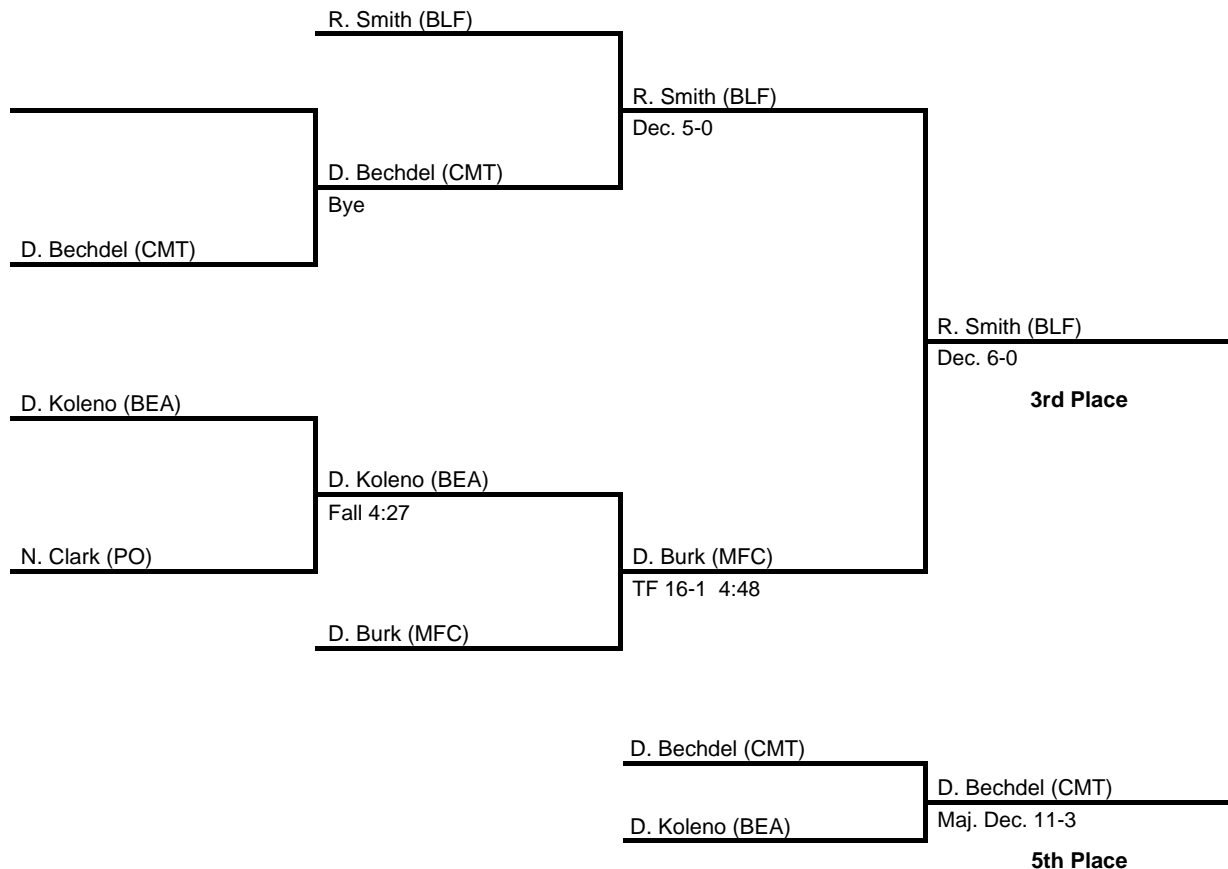 R. Smith (BLF)
R. Smith (BLF)
Dec. 5-0
D. Bechdel (CMT)
Bye
D. Bechdel (CMT)
R. Smith (BLF)
Dec. 6-0
3rd Place
D. Koleno (BEA)
D. Koleno (BEA)
Fall 4:27
N. Clark (PO)
D. Burk (MFC)
TF 16-1 4:48
D. Burk (MFC)
D. Bechdel (CMT)
D. Bechdel (CMT)
Maj. Dec. 11-3
D. Koleno (BEA)
5th Place